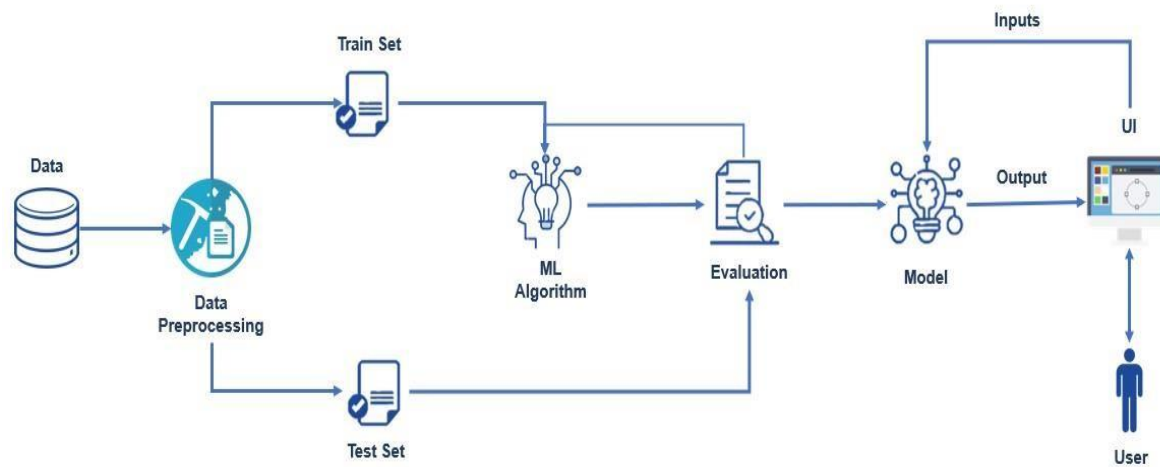 Inputs
Train Set
UI
Data
Output
ML
Algorithm
Evaluation
Model
Data
Preprocessing
Test Set
User